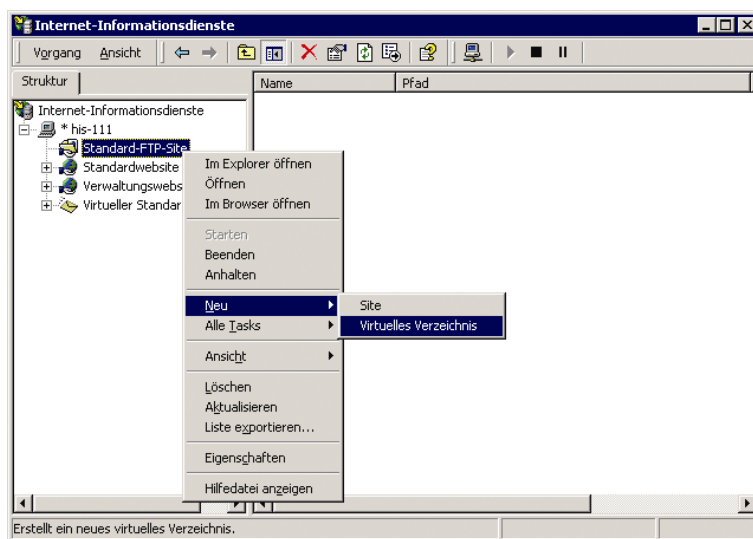 Internet-Informationsdienste
Vorgang Ansicht
Struktur
Name Pfad
Internet-Informationsdienste
* his-111
Standard-FTP-Site
Standardwebsite
Verwaltungswebs
Virtueller Standar
Im Explorer öffnen
Öffnen
Im Browser öffnen
Starten
Beenden
Anhalten
Neu
Alle Tasks
Ansicht
Löschen
Aktualisieren
Liste exportieren...
Eigenschaften
Hilfedatei anzeigen
Site
Virtuelles Verzeichnis
Erstellt ein neues virtuelles Verzeichnis.